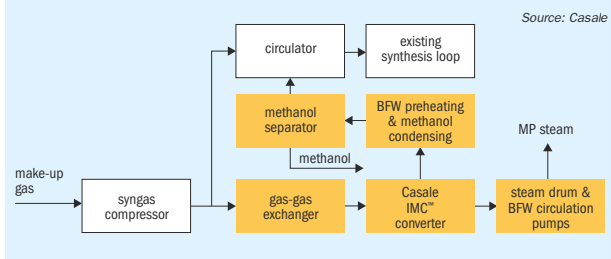 Source: Casale
circulator
existing
synthesis loop
methanol
separator
BFW preheating
& methanol
condensing
MP steam
methanol
make-up
gas
syngas
compressor
gas-gas
exchanger
Casale
IMC™
converter
steam drum &
BFW circulation
pumps